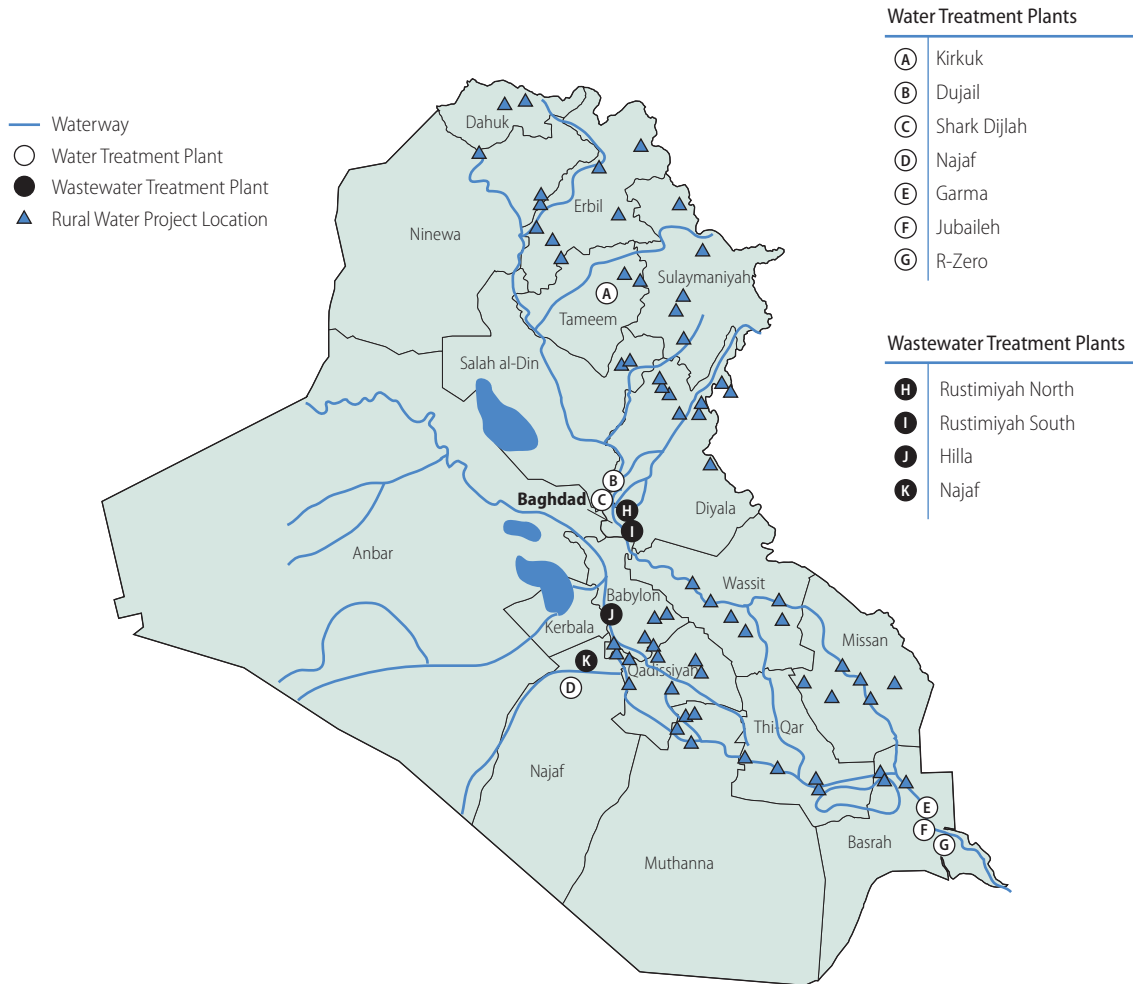 Water Treatment Plants
A Kirkuk
B Dujail
C Shark Dijlah
D Najaf
E Garma
F Jubaileh
G R-Zero
Wastewater Treatment Plants
H Rustimiyah North
I Rustimiyah South
J Hilla
K Najaf
Waterway
Water Treatment Plant
Wastewater Treatment Plant
Rural Water Project Location
Dahuk
Erbil
Ninewa
Sulaymaniyah
A
Tameem
Salah al-Din
B
Baghdad C
H
Diyala
I
Anbar
Wassit
Babylon
J
Kerbala
Missan
K
Qadissiyah
D
Thi-Qar
Najaf
E
F
Basrah
G
Muthanna